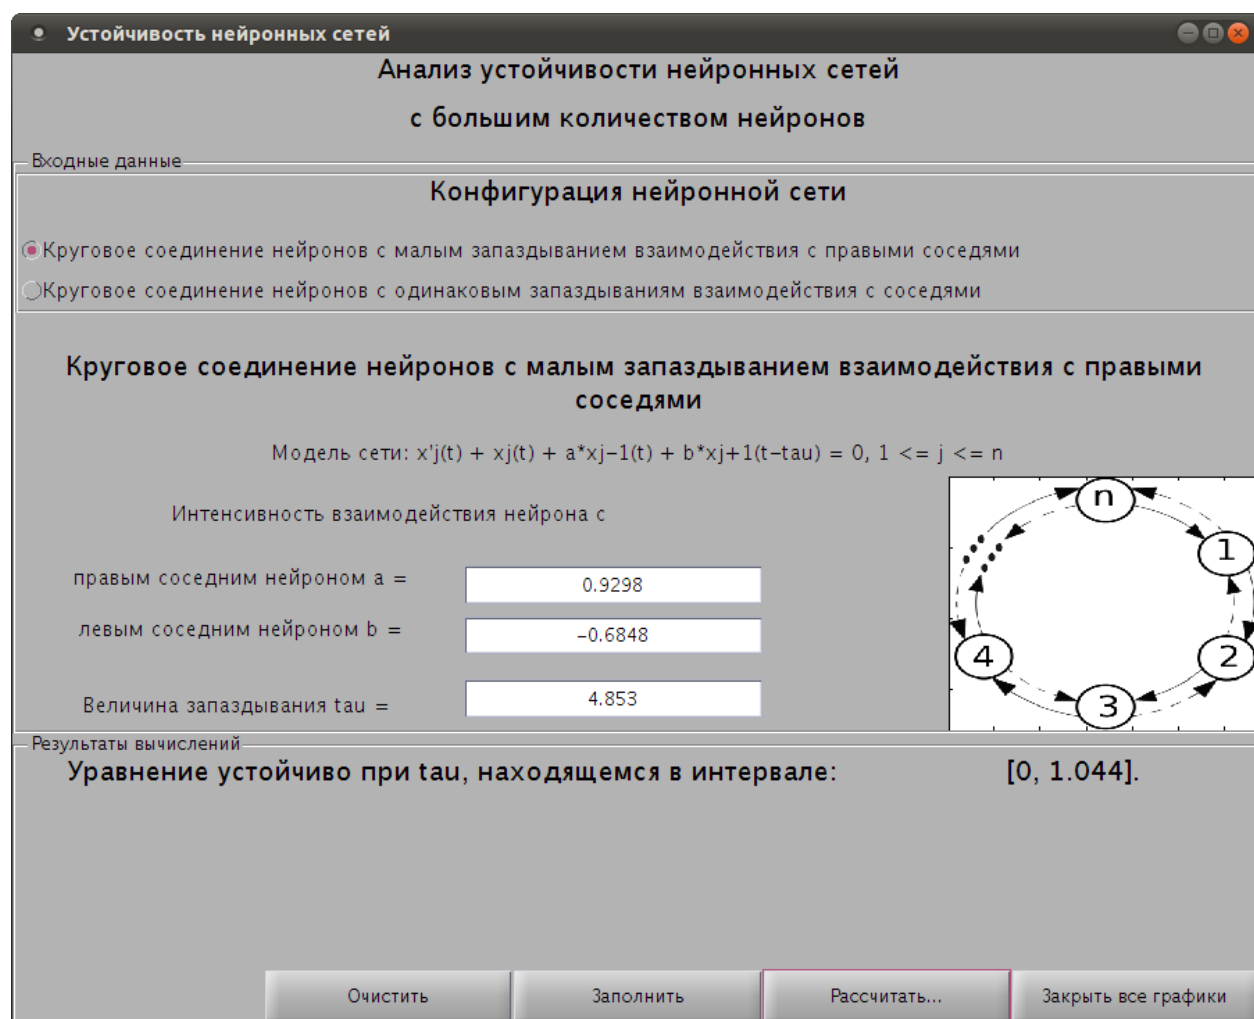 Устойчивость нейронных сетей
Анализ устойчивости нейронных сетей
с большим количеством нейронов
Входные данные
Конфигурация нейронной сети
Круговое соединение нейронов с малым запаздыванием взаимодействия с правыми соседями
Круговое соединение нейронов с одинаковым запаздываниям взаимодействия с соседями
Круговое соединение нейронов с малым запаздыванием взаимодействия с правыми
соседями
Модель сети: x'j(t) + xj(t) + a*xj-1(t) + b*xj+1(t-tau) = 0, 1 <= j <= n
Интенсивность взаимодействия нейрона с
правым соседним нейроном a = 0.9298
левым соседним нейроном b = -0.6848
Величина запаздывания tau = 4.853
n
1
2
3
4
Результаты вычислений
Уравнение устойчиво при tau, находящемся в интервале: [0, 1.044].
Очистить Заполнить Рассчитать... Закрыть все графики